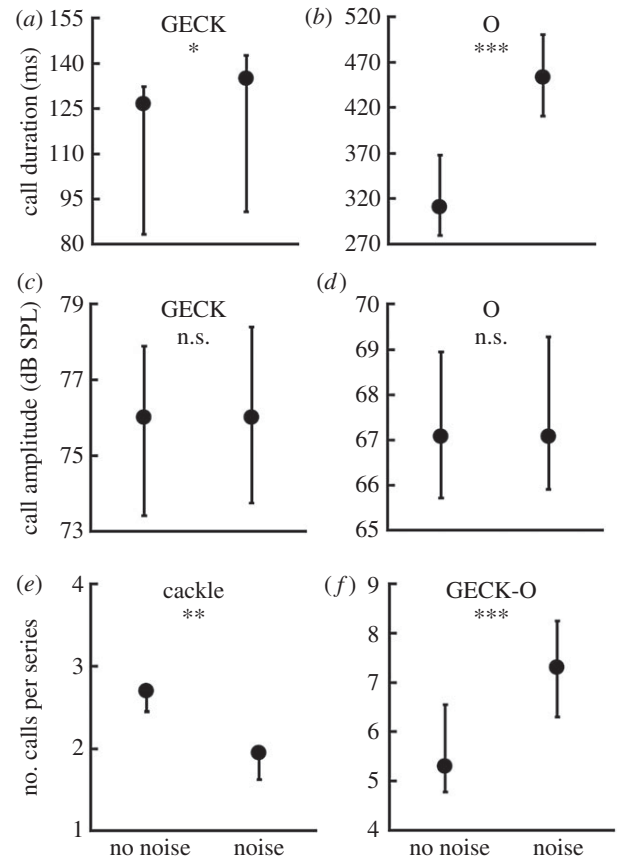 (a)
GECK
*
155
140
125
110
95
80
call duration (ms)
(b)
O
***
520
470
420
370
320
270
(c)
GECK
n.s.
79
77
75
73
call amplitude (dB SPL)
(d)
O
n.s.
70
69
68
67
66
65
(e)
cackle
**
4
3
2
1
no. calls per series
no noise
noise
(f)
GECK-O
***
9
8
7
6
5
4
no noise
noise